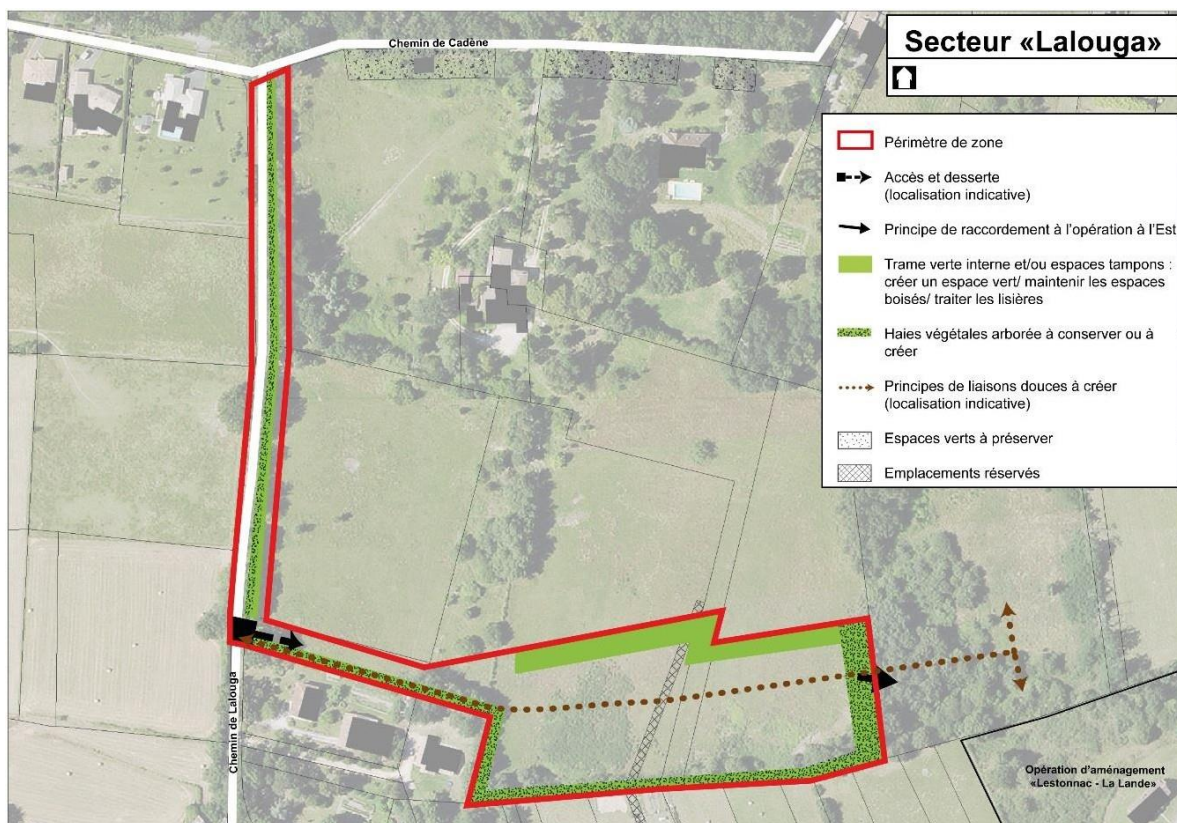 Secteur «Lalouga»
Chemin de Cadène
Périmètre de zone
Accès et desserte
(localisation indicative)
Principe de raccordement à l'opération à l'Est
Trame verte interne et/ou espaces tampons :
créer un espace vert/ maintenir les espaces
boisés/ traiter les lisières
Haies végétales arborée à conserver ou à
créer
Principes de liaisons douces à créer
(localisation indicative)
Espaces verts à préserver
Emplacements réservés
Chemin de Lalouga
Opération d'aménagement
«Lestonnac - La Lande»